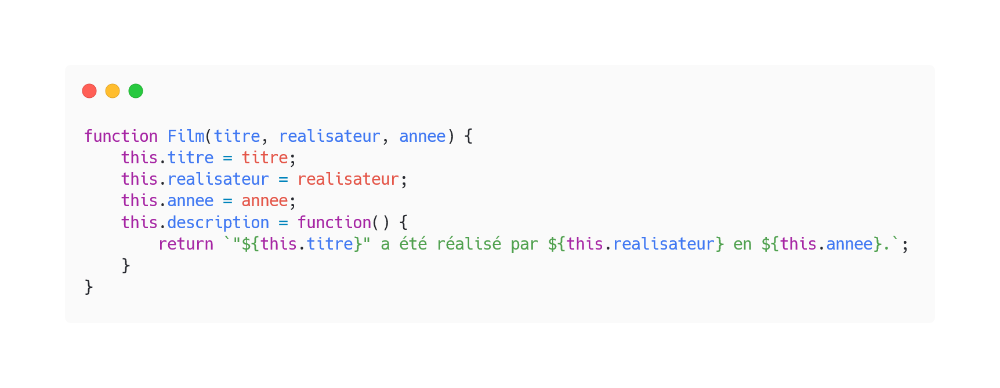 function Film(titre, realisateur, annee) {
    this.titre = titre;
    this.realisateur = realisateur;
    this.annee = annee;
    this.description = function() {
        return `"${this.titre}" a été réalisé par ${this.realisateur} en ${this.annee}.`;
    }
}